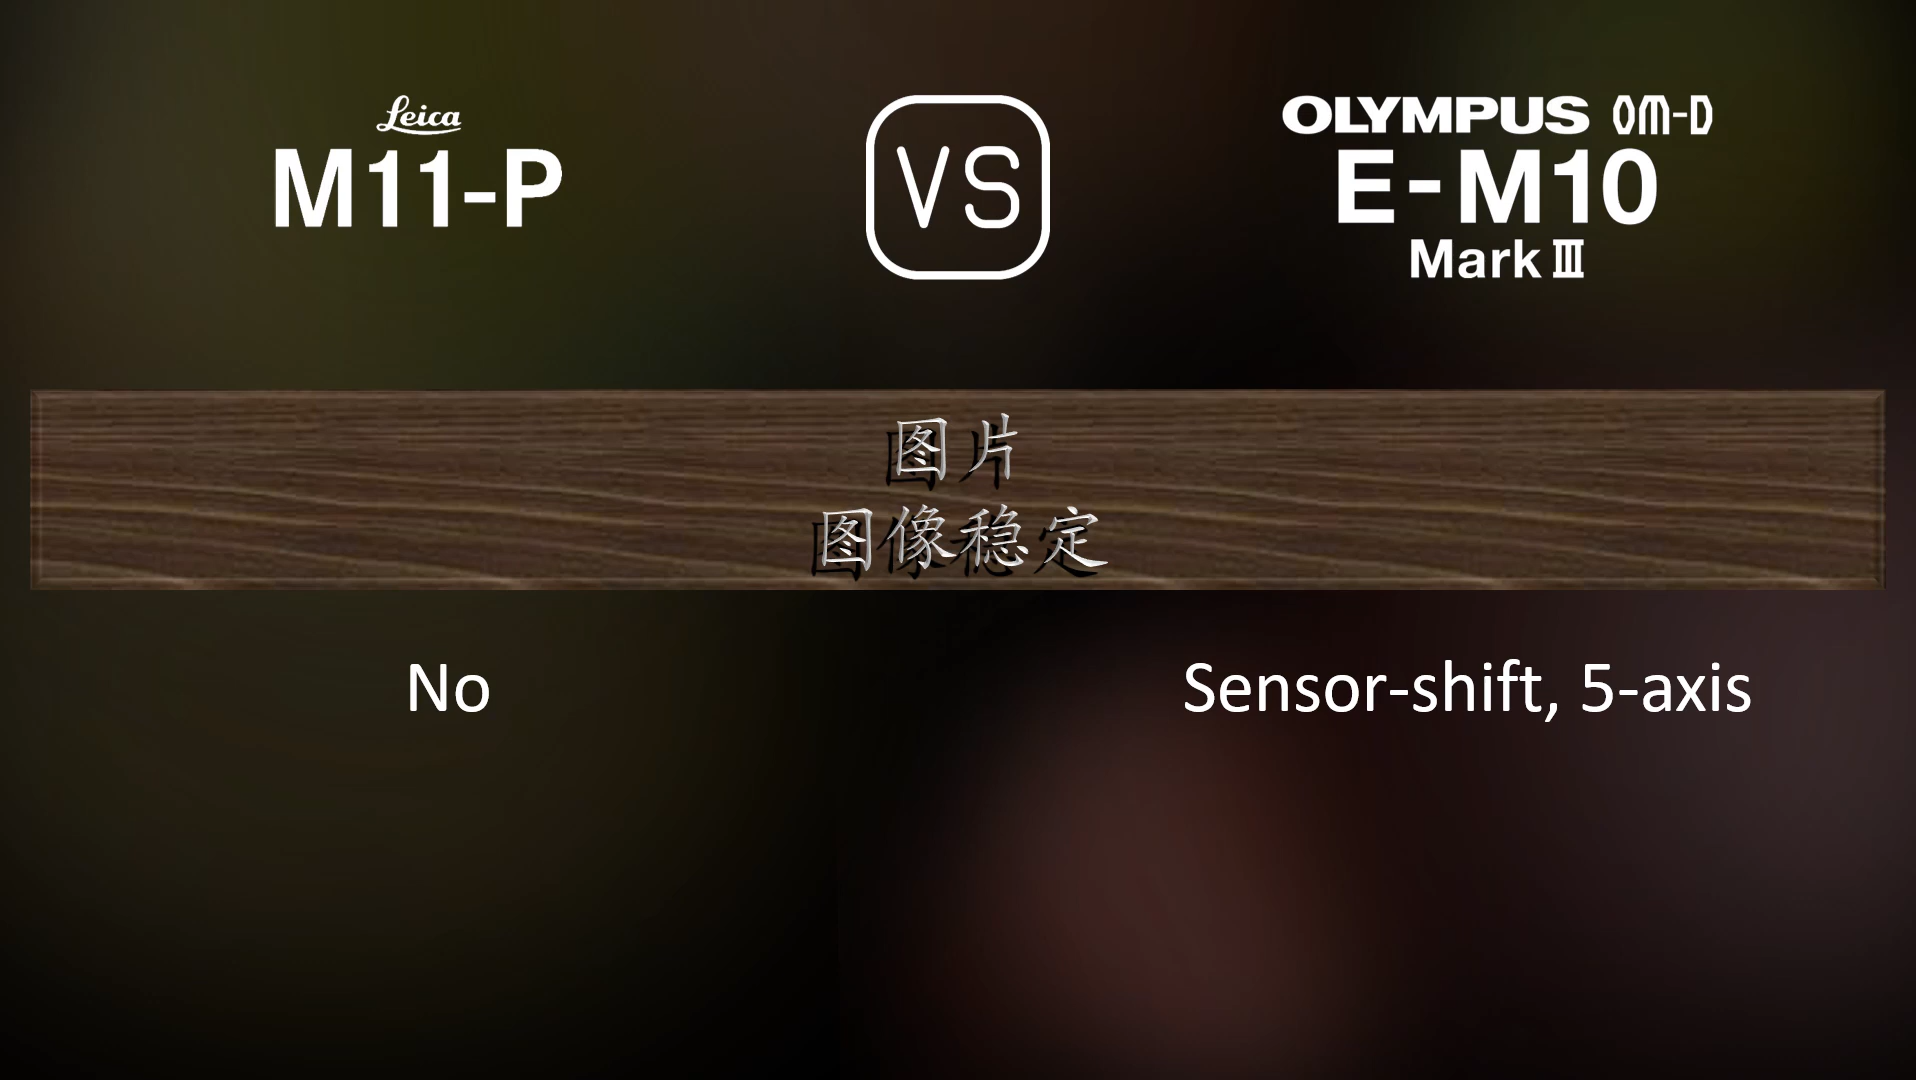 Leica
M11-P
VS
OLYMPUS OM-D
E-M10
Mark III
图片
图像稳定
No
Sensor-shift, 5-axis